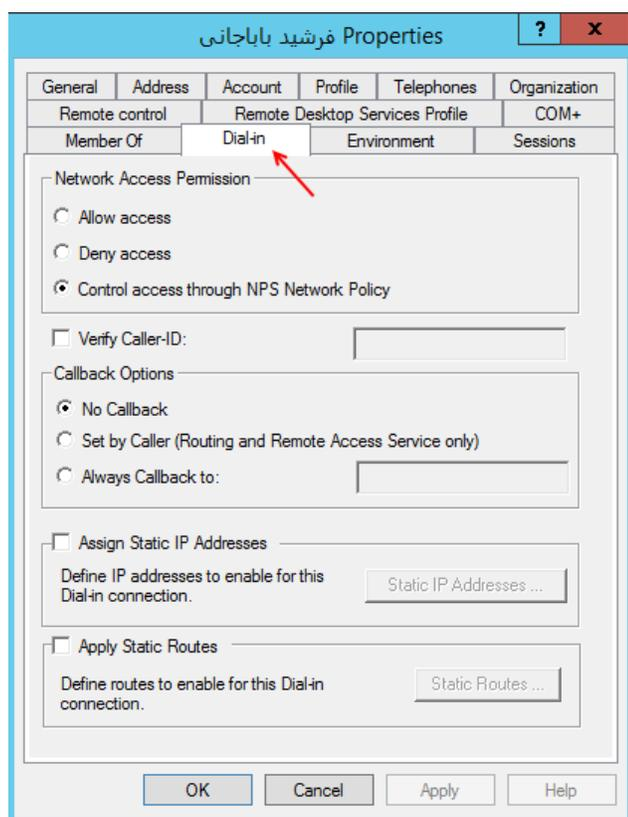 فرشید باباجانی Properties
? x
General Address Account Profile Telephones Organization
Remote control Remote Desktop Services Profile COM+
Member Of Dial-in Environment Sessions
Network Access Permission
Allow access
Deny access
Control access through NPS Network Policy
Verify Caller-ID:
Callback Options
No Callback
Set by Caller (Routing and Remote Access Service only)
Always Callback to:
Assign Static IP Addresses
Define IP addresses to enable for this
Dial-in connection.
Static IP Addresses ...
Apply Static Routes
Define routes to enable for this Dial-in
connection.
Static Routes ...
OK Cancel Apply Help